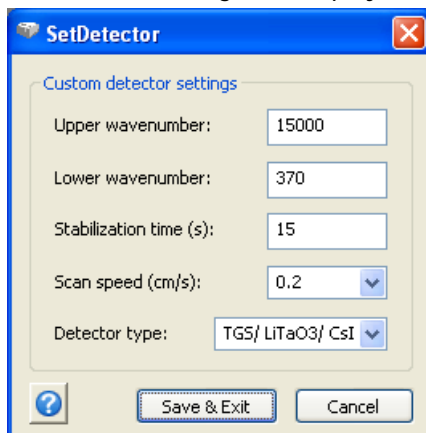 SetDetector
Custom detector settings
Upper wavenumber: 15000
Lower wavenumber: 370
Stabilization time (s): 15
Scan speed (cm/s): 0.2
Detector type: TGS/ LiTaO3/ CsI
? Save & Exit Cancel